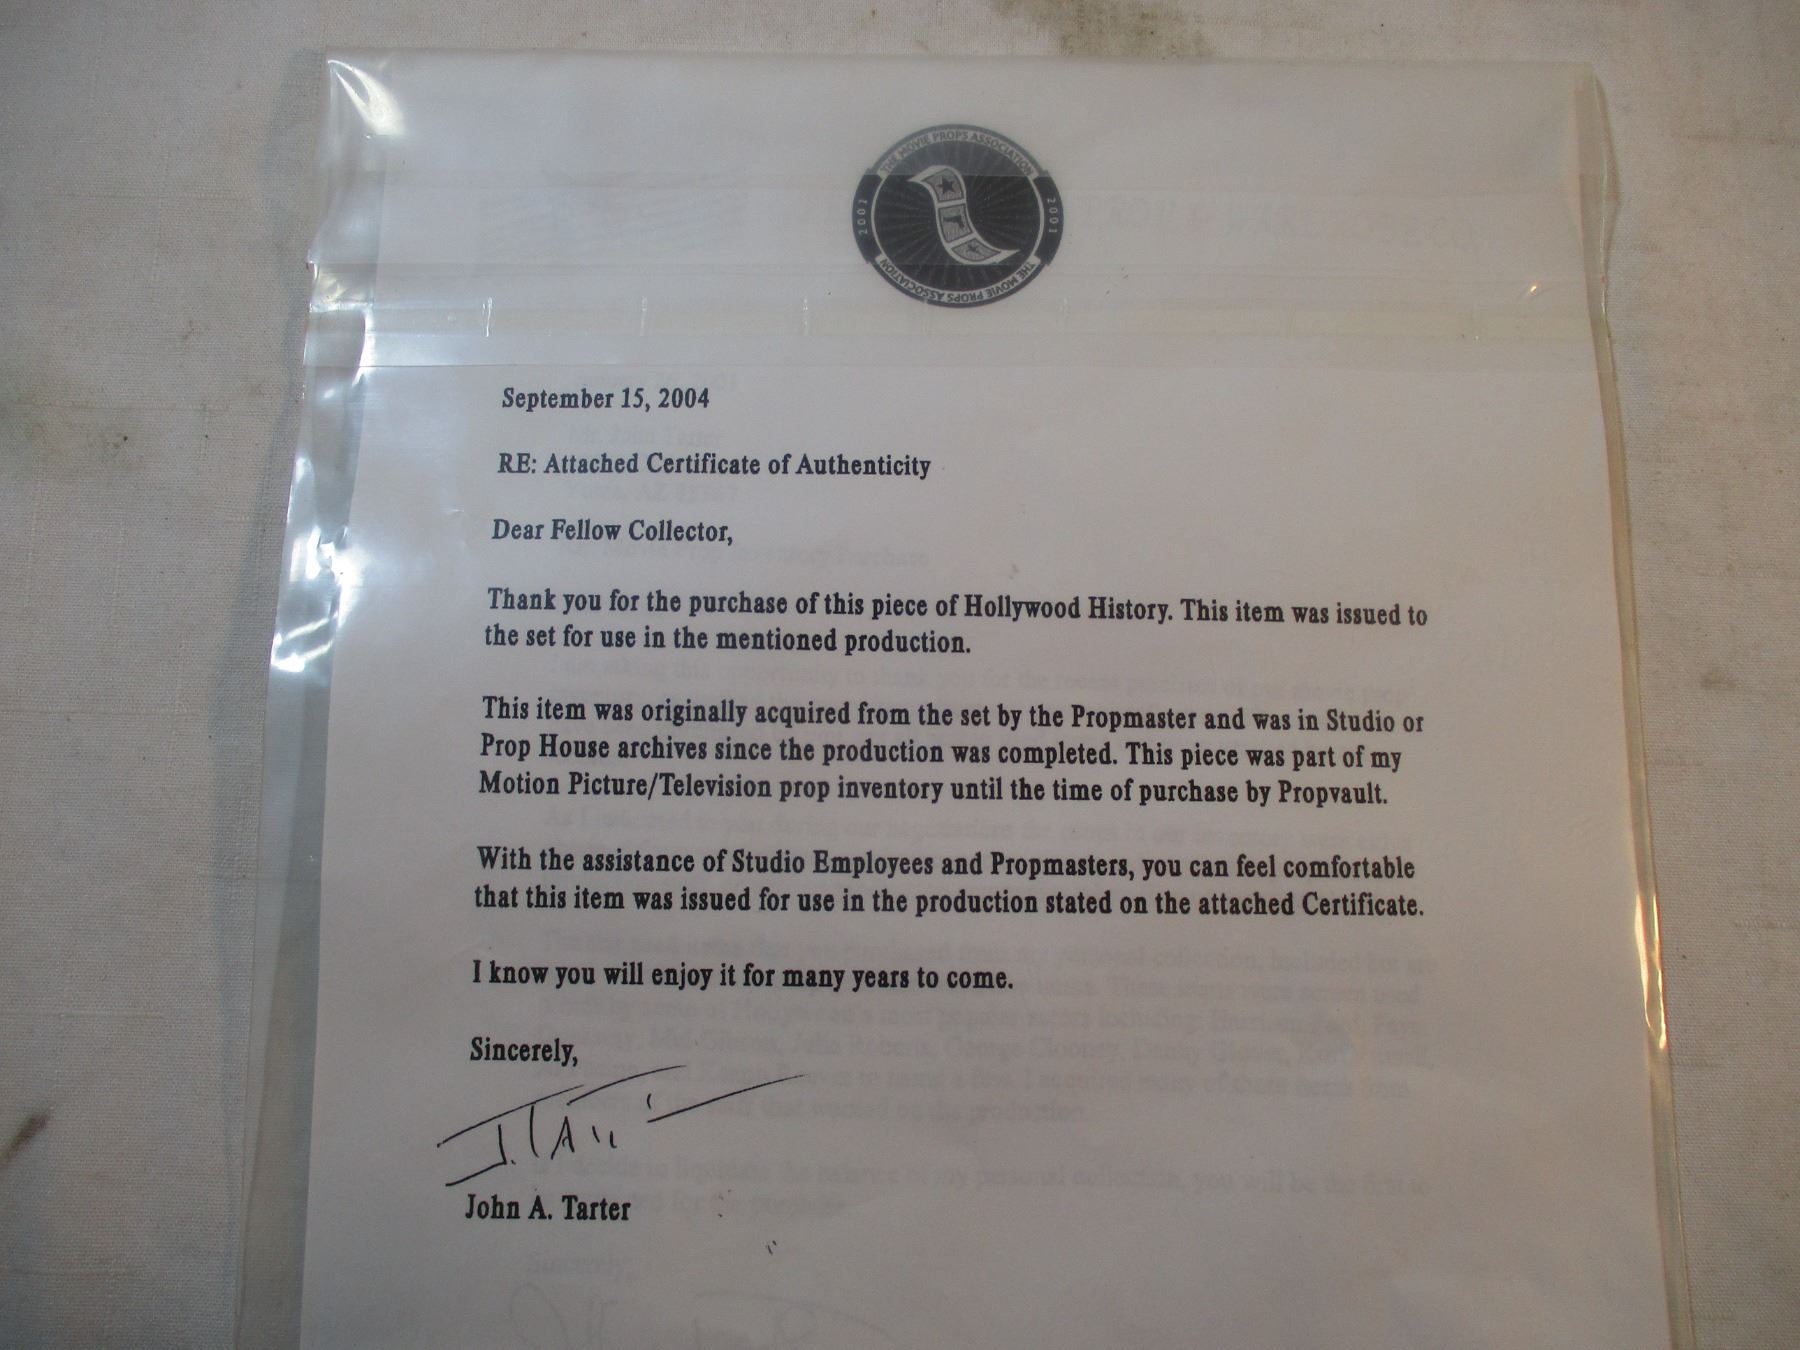 THE MOVIE PROPS ASSOCIATION
2001
2001
THE MOVIE PROPS ASSOCIATION
September 15, 2004
RE: Attached Certificate of Authenticity
Dear Fellow Collector,
Thank you for the purchase of this piece of Hollywood History. This item was issued to
the set for use in the mentioned production.
This item was originally acquired from the set by the Propmaster and was in Studio or
Prop House archives since the production was completed. This piece was part of my
Motion Picture/Television prop inventory until the time of purchase by Propvault.
With the assistance of Studio Employees and Propmasters, you can feel comfortable
that this item was issued for use in the production stated on the attached Certificate.
I know you will enjoy it for many years to come.
Sincerely,
John A. Tarter